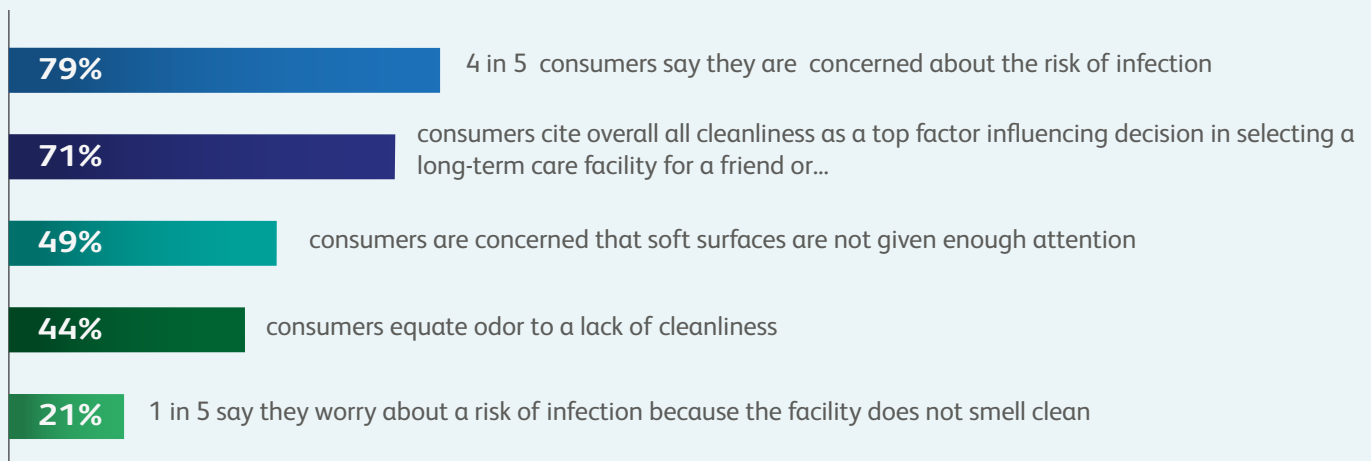 79%
4 in 5 consumers say they are concerned about the risk of infection
71%
consumers cite overall all cleanliness as a top factor influencing decision in selecting a
long-term care facility for a friend or...
49%
consumers are concerned that soft surfaces are not given enough attention
44%
consumers equate odor to a lack of cleanliness
21%
1 in 5 say they worry about a risk of infection because the facility does not smell clean